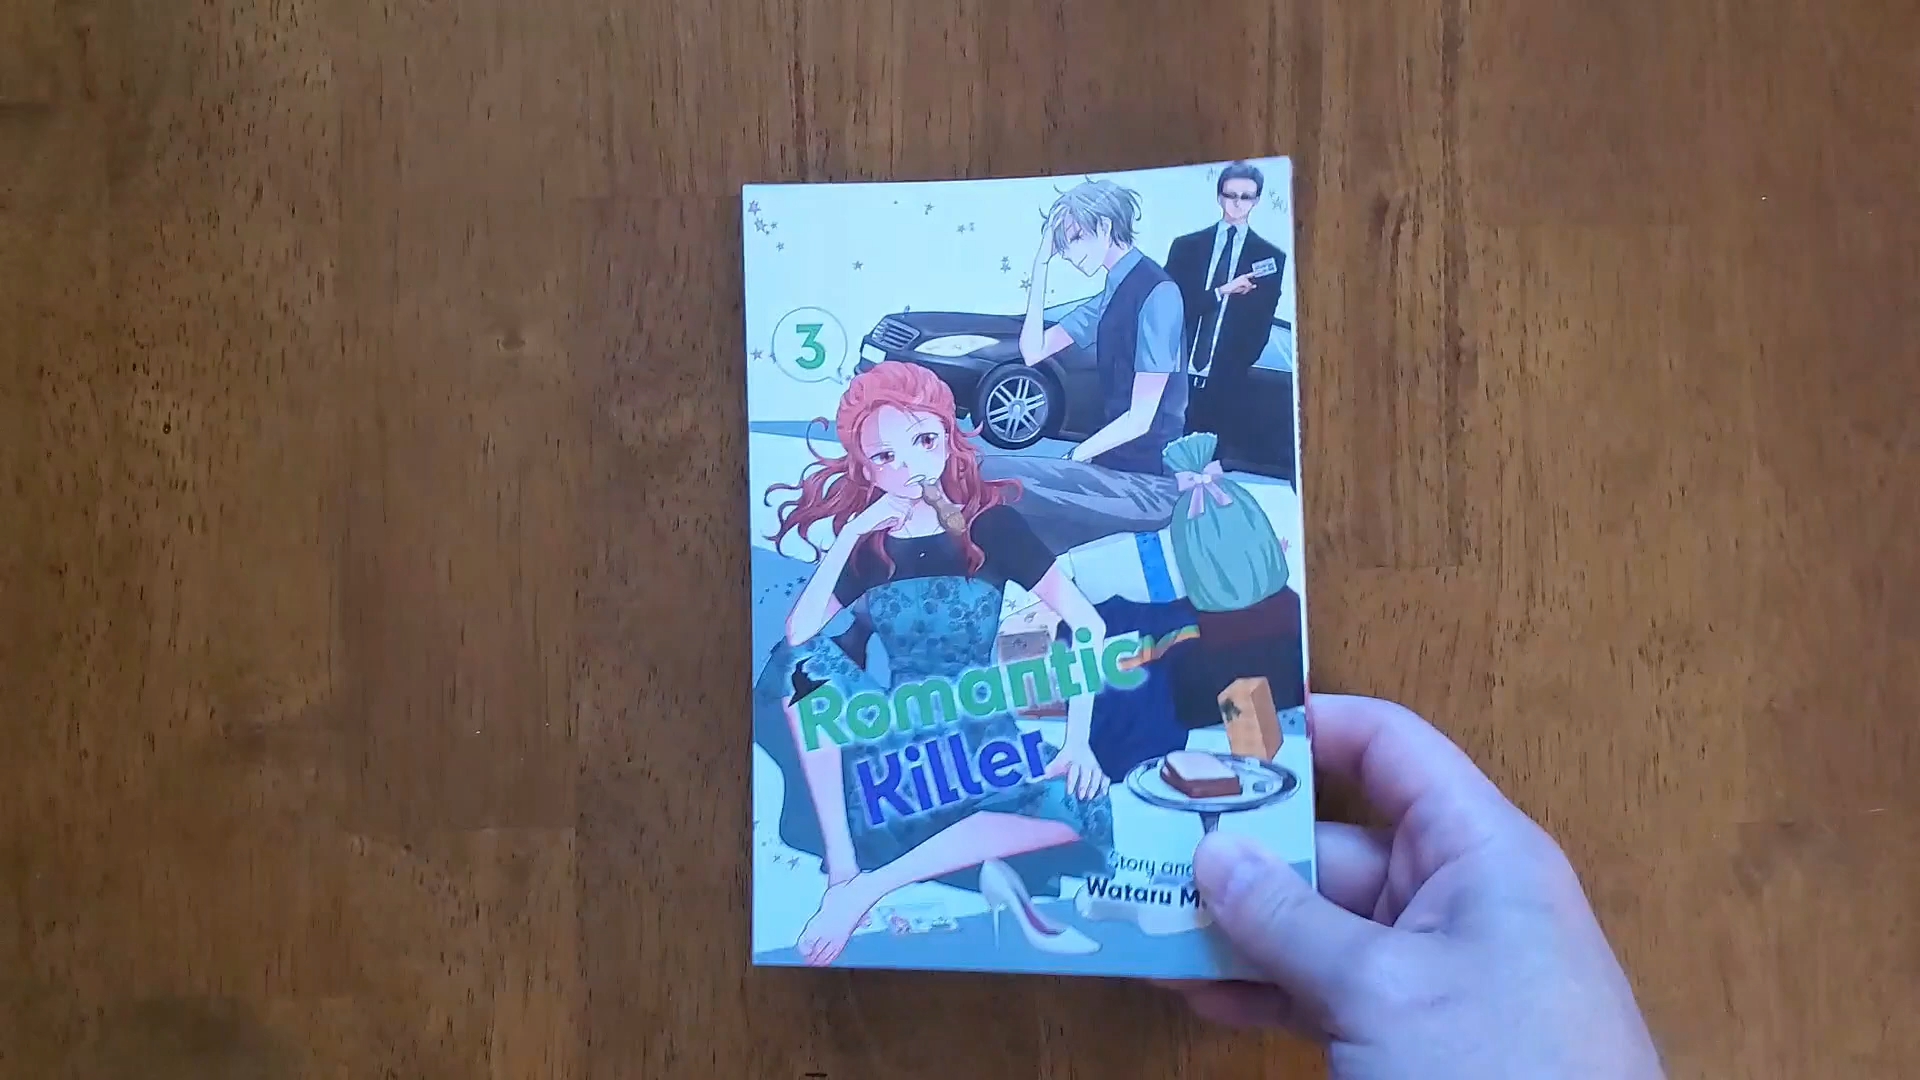 3
Romantic
Killer
Story and
Wataru M